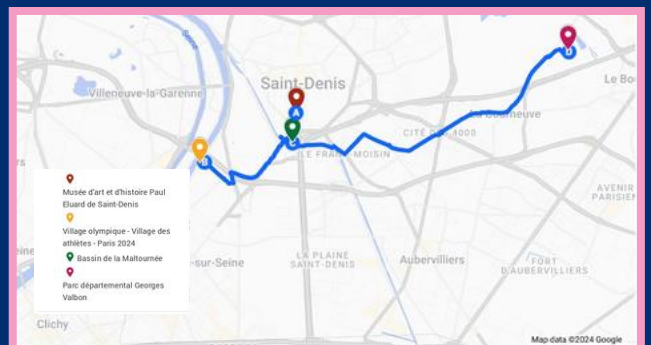 Seine
Saint-Denis
Villeneuve-la-Garenne
Le Bo
A
D
La Courneuve
CITÉ DES 4000
C
LE FRANC-MOISIN
B
Musée d'art et d'histoire Paul
Eluard de Saint-Denis
AVENIR
PARISIEN
Village olympique - Village des
athlètes - Paris 2024
Bassin de la Maltournée
LA PLAINE
SAINT-DENIS
Aubervilliers
FORT
D'AUBERVILLIERS
-sur-Seine
Parc départemental Georges
Valbon
Clichy
Map data ©2024 Google